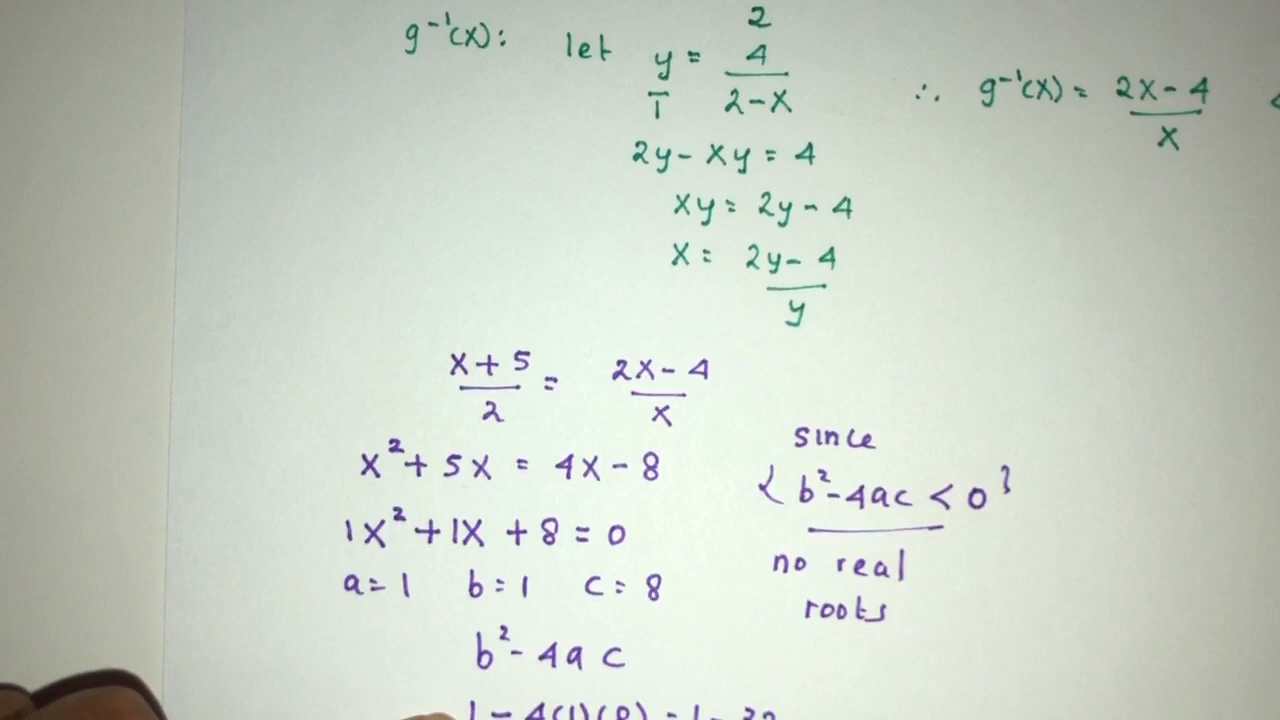 2
g⁻¹(x): let y = 4
1 2-x
∴ g⁻¹(x) = 2x - 4
x
2y - xy = 4
xy = 2y - 4
x = 2y - 4
y
x + 5 = 2x - 4
2 x
x² + 5x = 4x - 8
1x² + 1x + 8 = 0
a = 1 b = 1 c = 8
b² - 4a c
since
{ b² - 4ac < 0 }
no real
roots